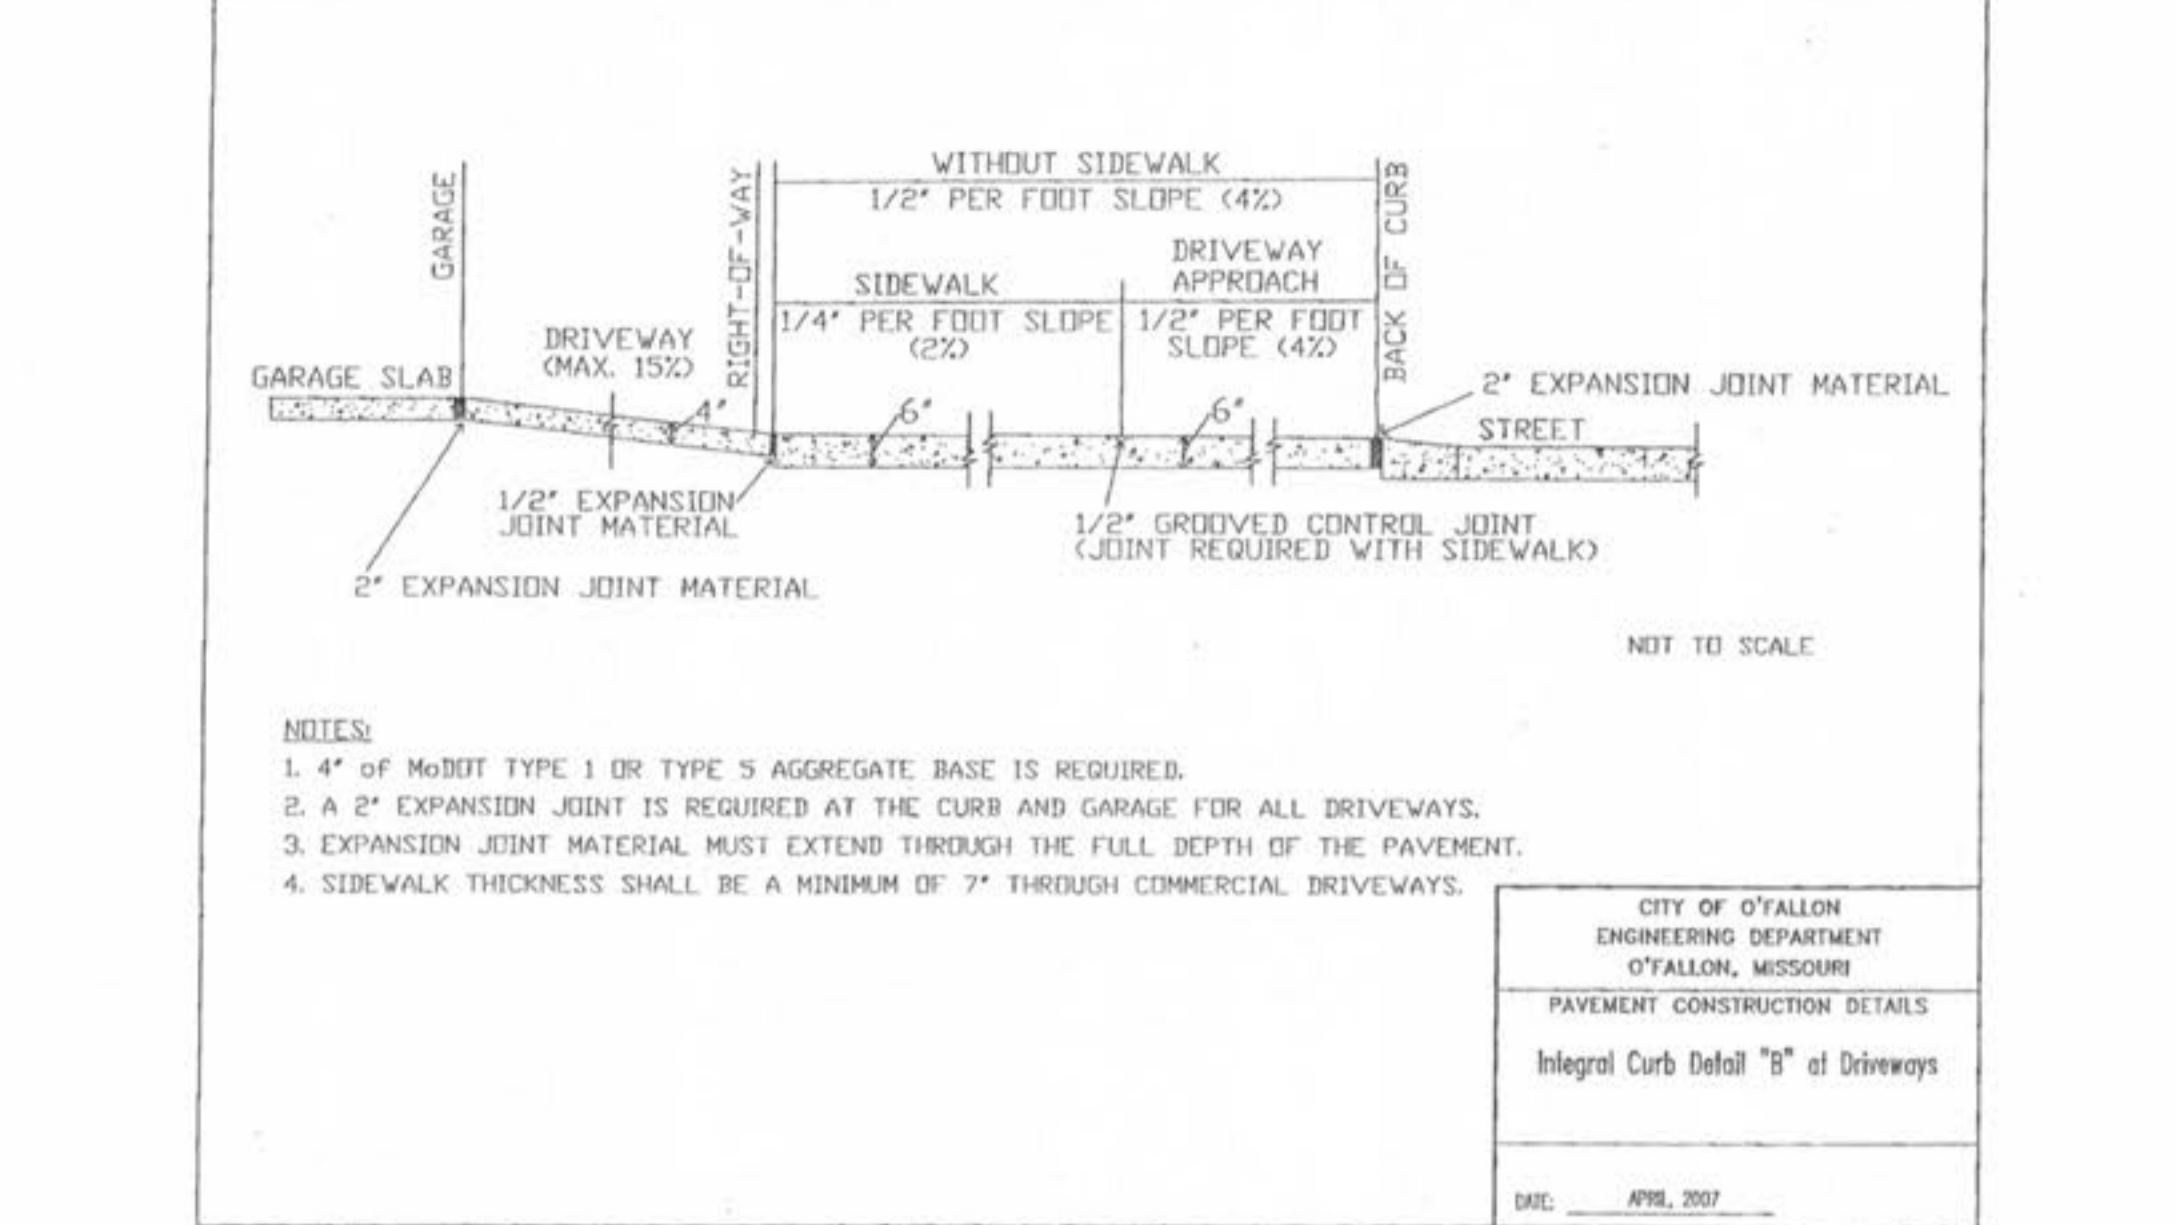 WITHOUT SIDEWALK
1/2" PER FOOT SLOPE (4%)
GARAGE
RIGHT-OF-WAY
BACK OF CURB
DRIVEWAY
APPROACH
SIDEWALK
1/4" PER FOOT SLOPE
(2%)
1/2" PER FOOT
SLOPE (4%)
DRIVEWAY
(MAX. 15%)
GARAGE SLAB
4"
6"
6"
2" EXPANSION JOINT MATERIAL
STREET
1/2" EXPANSION
JOINT MATERIAL
1/2" GROOVED CONTROL JOINT
(JOINT REQUIRED WITH SIDEWALK)
2" EXPANSION JOINT MATERIAL
NOT TO SCALE
NOTES:
1. 4" of MoDOT TYPE 1 OR TYPE 5 AGGREGATE BASE IS REQUIRED.
2. A 2" EXPANSION JOINT IS REQUIRED AT THE CURB AND GARAGE FOR ALL DRIVEWAYS.
3. EXPANSION JOINT MATERIAL MUST EXTEND THROUGH THE FULL DEPTH OF THE PAVEMENT.
4. SIDEWALK THICKNESS SHALL BE A MINIMUM OF 7" THROUGH COMMERCIAL DRIVEWAYS.
CITY OF O'FALLON
ENGINEERING DEPARTMENT
O'FALLON, MISSOURI
PAVEMENT CONSTRUCTION DETAILS
Integral Curb Detail "B" at Driveways
DATE: APRIL, 2007